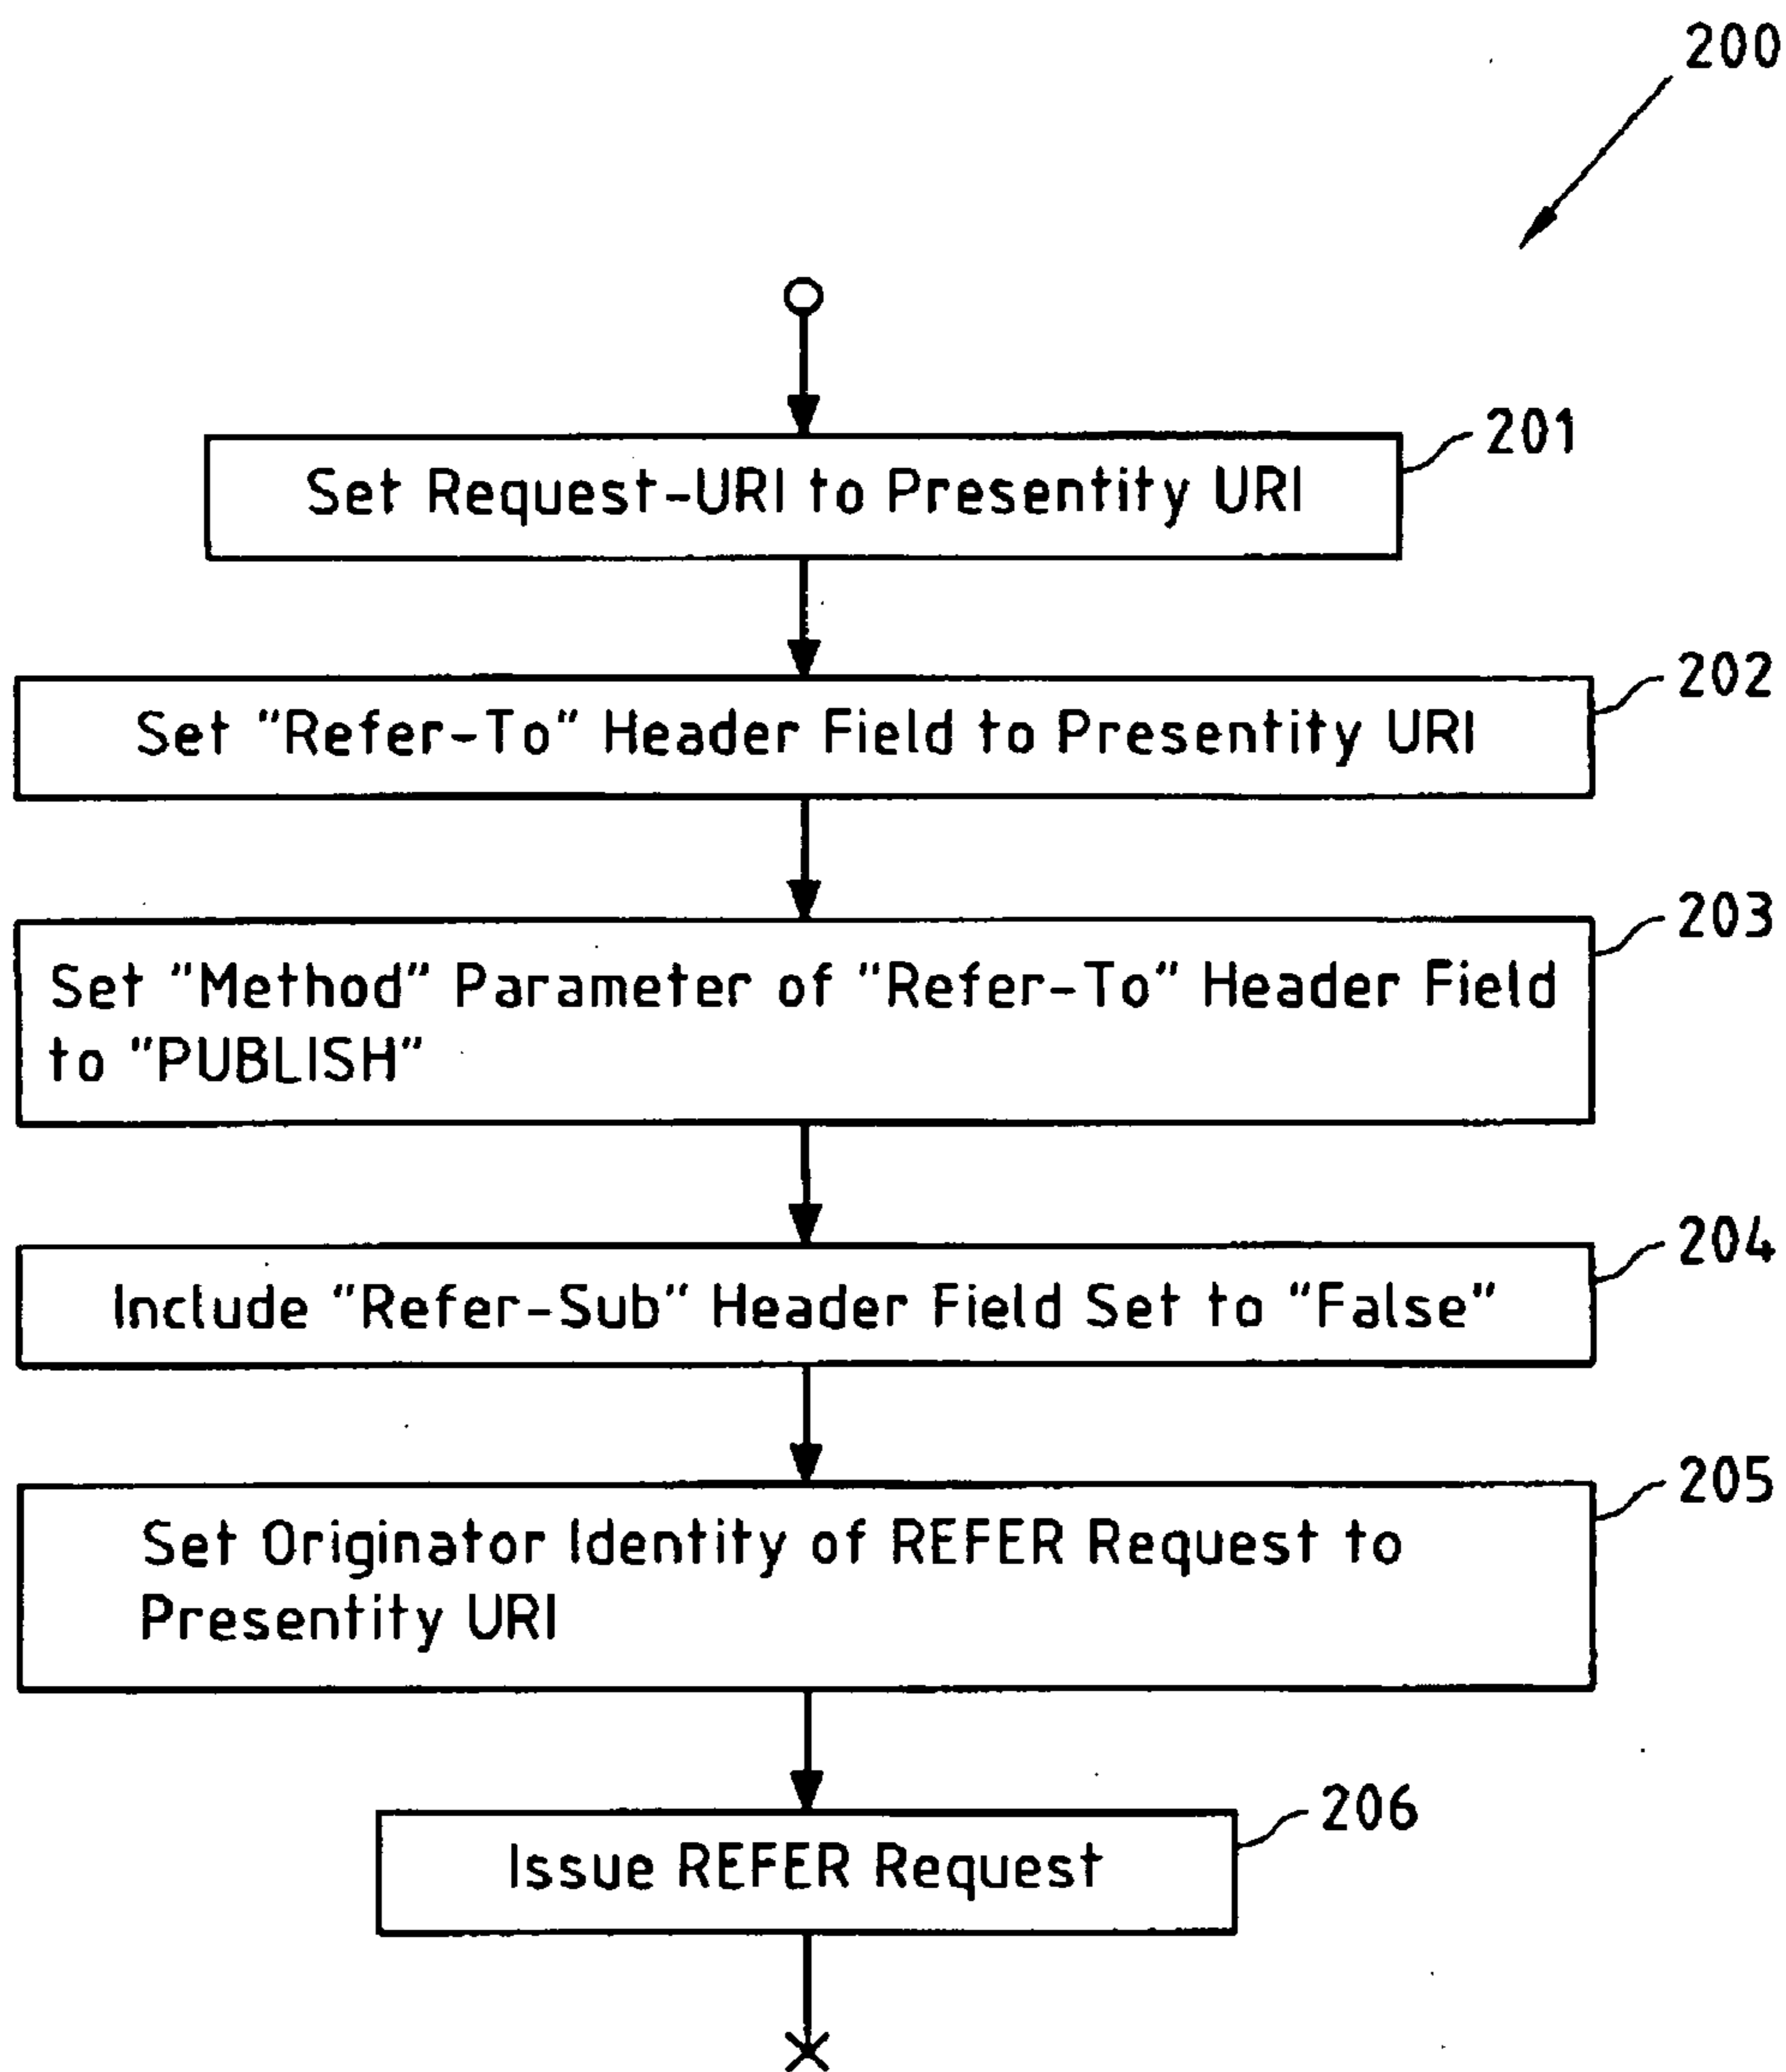 200
201
Set Request-URI to Presentity URI
202
Set "Refer-To" Header Field to Presentity URI
203
Set "Method" Parameter of "Refer-To" Header Field
to "PUBLISH"
204
Include "Refer-Sub" Header Field Set to "False"
205
Set Originator Identity of REFER Request to
Presentity URI
206
Issue REFER Request